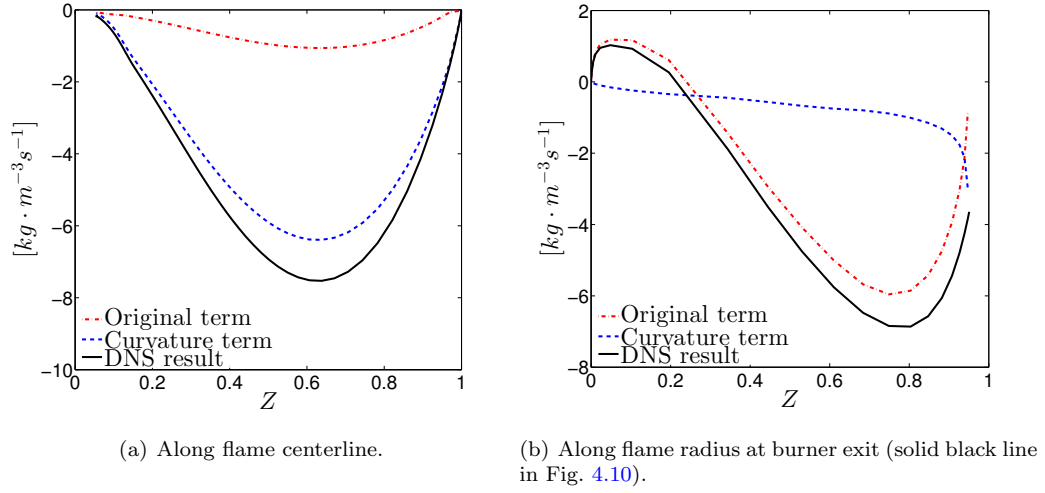 0
−2
−4
−6
−8
−10
[kg · m⁻³s⁻¹]
Original term
Curvature term
DNS result
0 0.2 0.4 0.6 0.8 1
Z
(a) Along flame centerline.
2
0
−2
−4
−6
−8
[kg · m⁻³s⁻¹]
Original term
Curvature term
DNS result
0 0.2 0.4 0.6 0.8 1
Z
(b) Along flame radius at burner exit (solid black line
in Fig. 4.10).